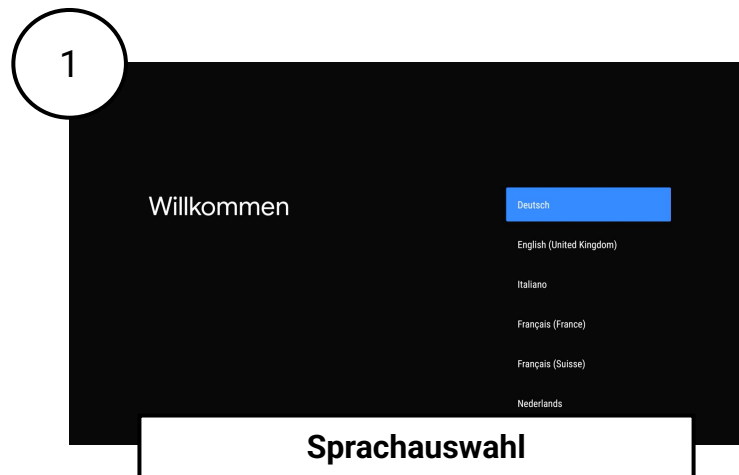 1
Willkommen
Deutsch
English (United Kingdom)
Italiano
Français (France)
Français (Suisse)
Nederlands
Sprachauswahl